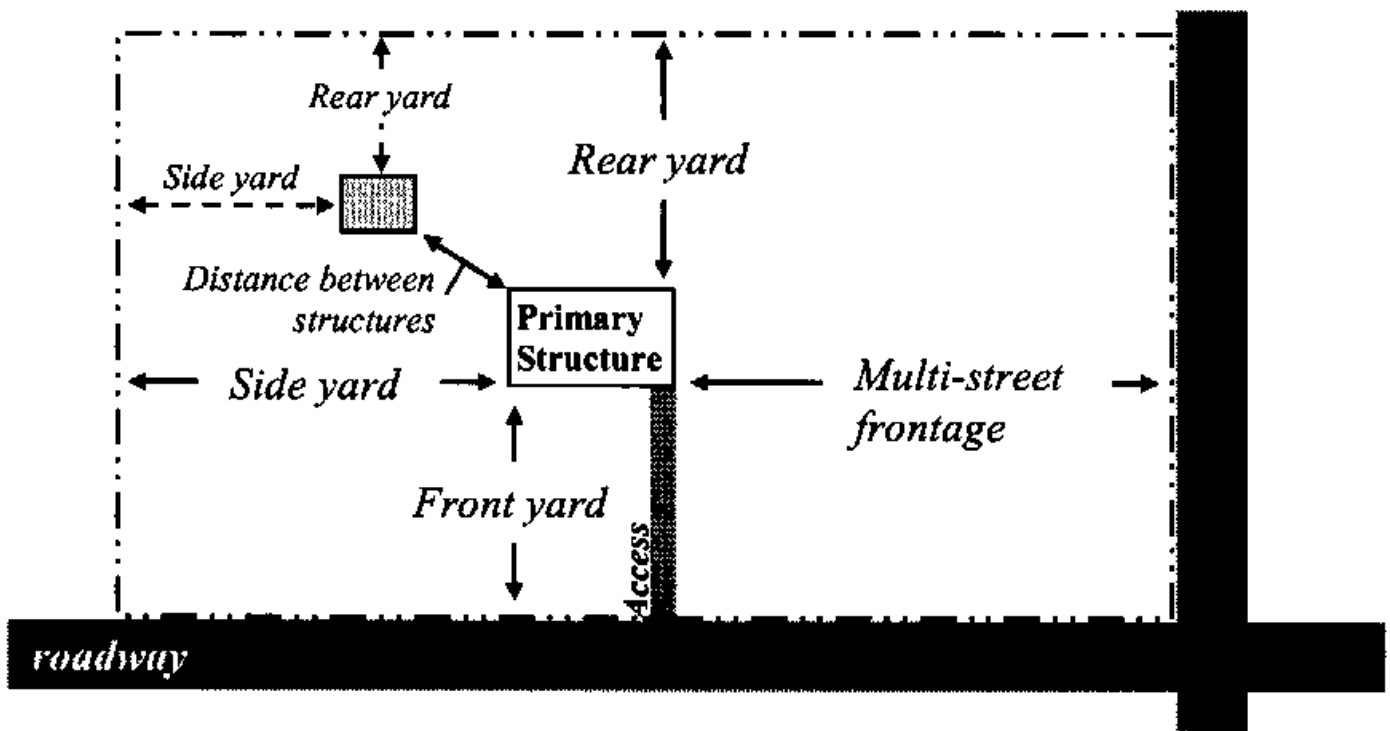 Rear yard
Rear yard
Side yard
Distance between
structures
Primary
Structure
Side yard
Multi-street
frontage
Front yard
Access
roadway